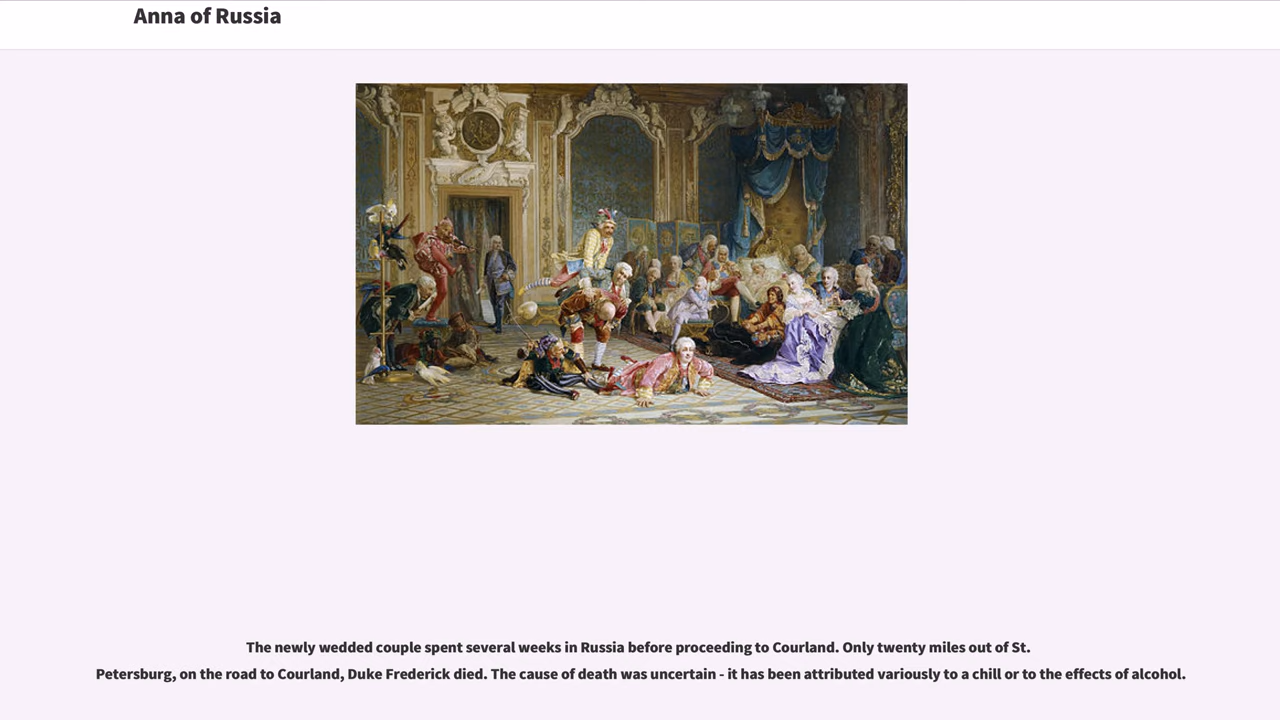 Anna of Russia
The newly wedded couple spent several weeks in Russia before proceeding to Courland. Only twenty miles out of St.
Petersburg, on the road to Courland, Duke Frederick died. The cause of death was uncertain - it has been attributed variously to a chill or to the effects of alcohol.